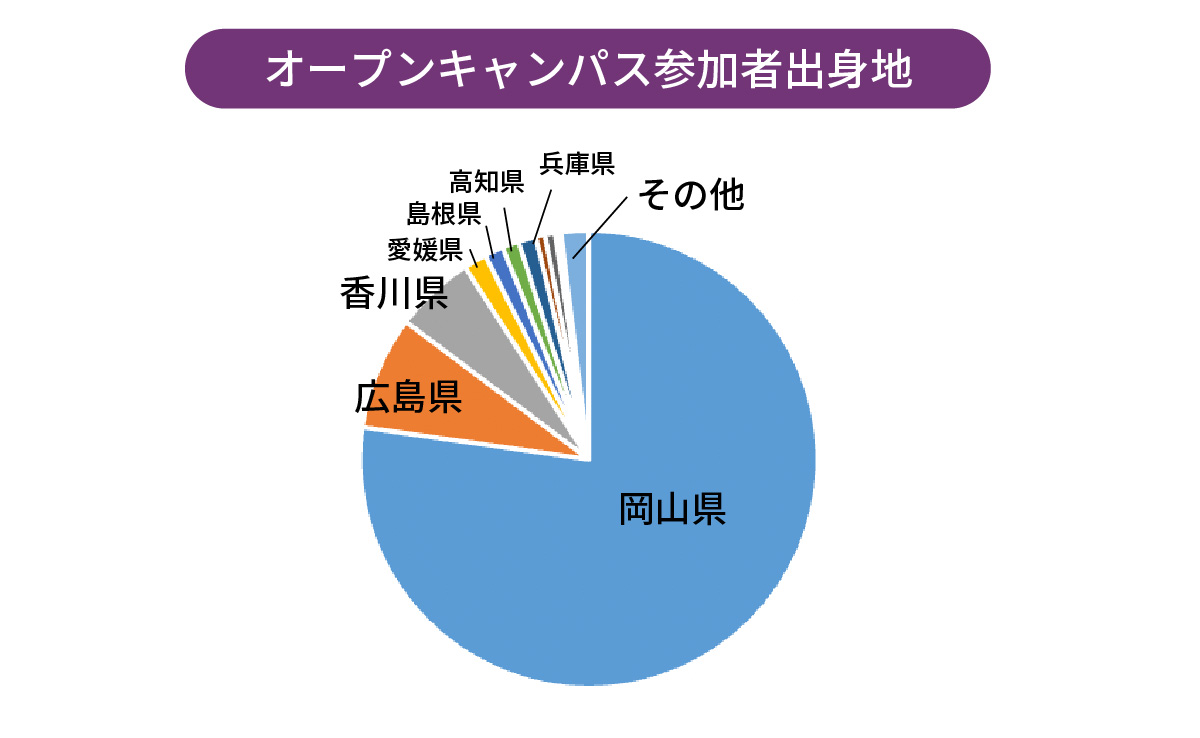 オープンキャンパス参加者出身地
兵庫県
高知県
その他
島根県
愛媛県
香川県
広島県
岡山県